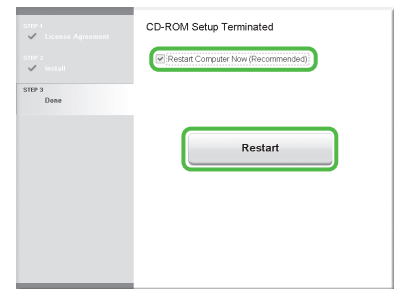 STEP 1
License Agreement
STEP 2
Install
STEP 3
Done
CD-ROM Setup Terminated
Restart Computer Now (Recommended)
Restart